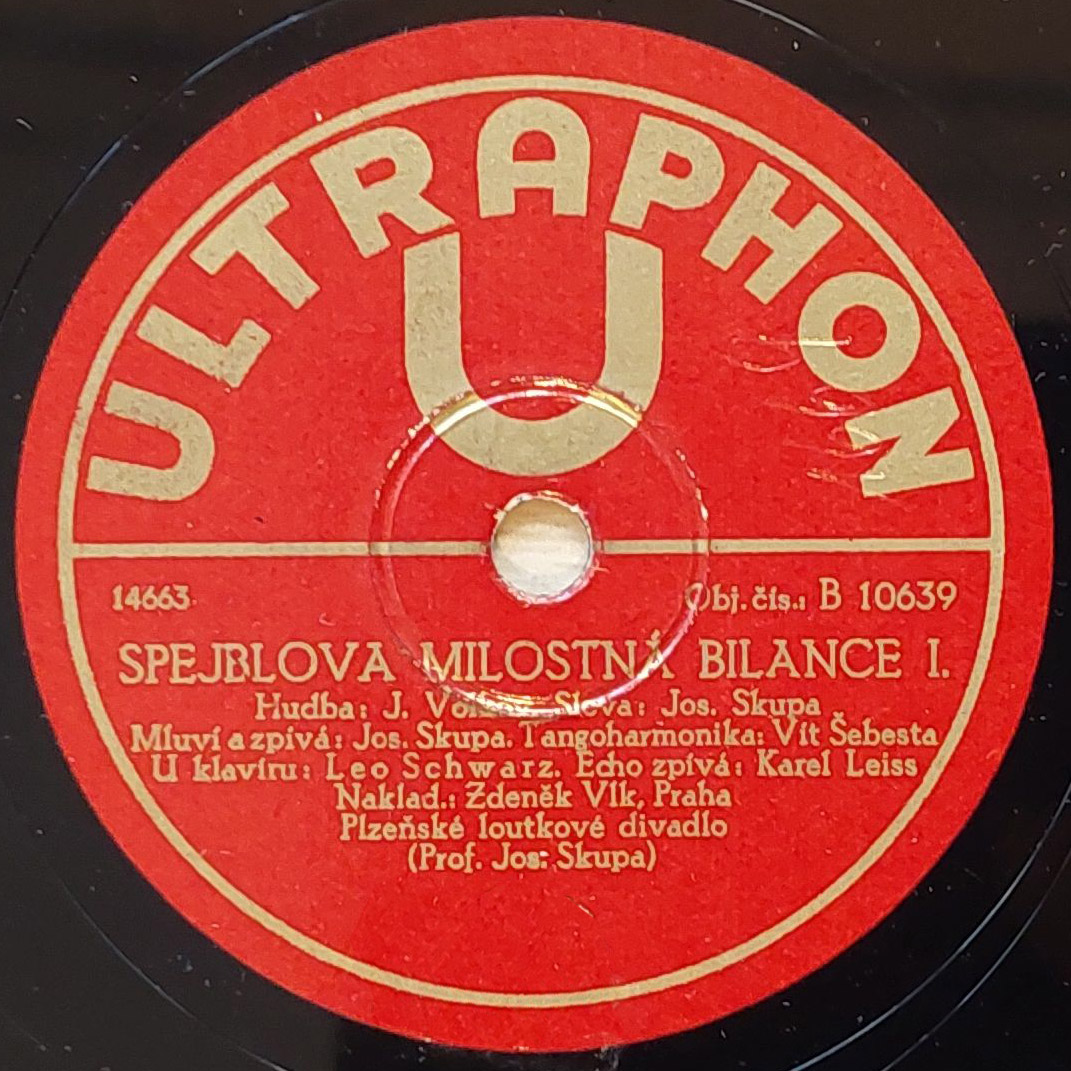 ULTRAPHON
U
14663 Obj. čís.: B 10639
SPEJBLOVA MILOSTNÁ BILANCE I.
Hudba: J. Slova: Jos. Skupa
Mluví a zpívá: Jos. Skupa. Tangoharmonika: Vít Šebesta
U klavíru: Leo Schwarz. Echo zpívá: Karel Leiss
Naklad.: Zdeněk Vlk, Praha
Plzeňské loutkové divadlo
(Prof. Jos. Skupa)